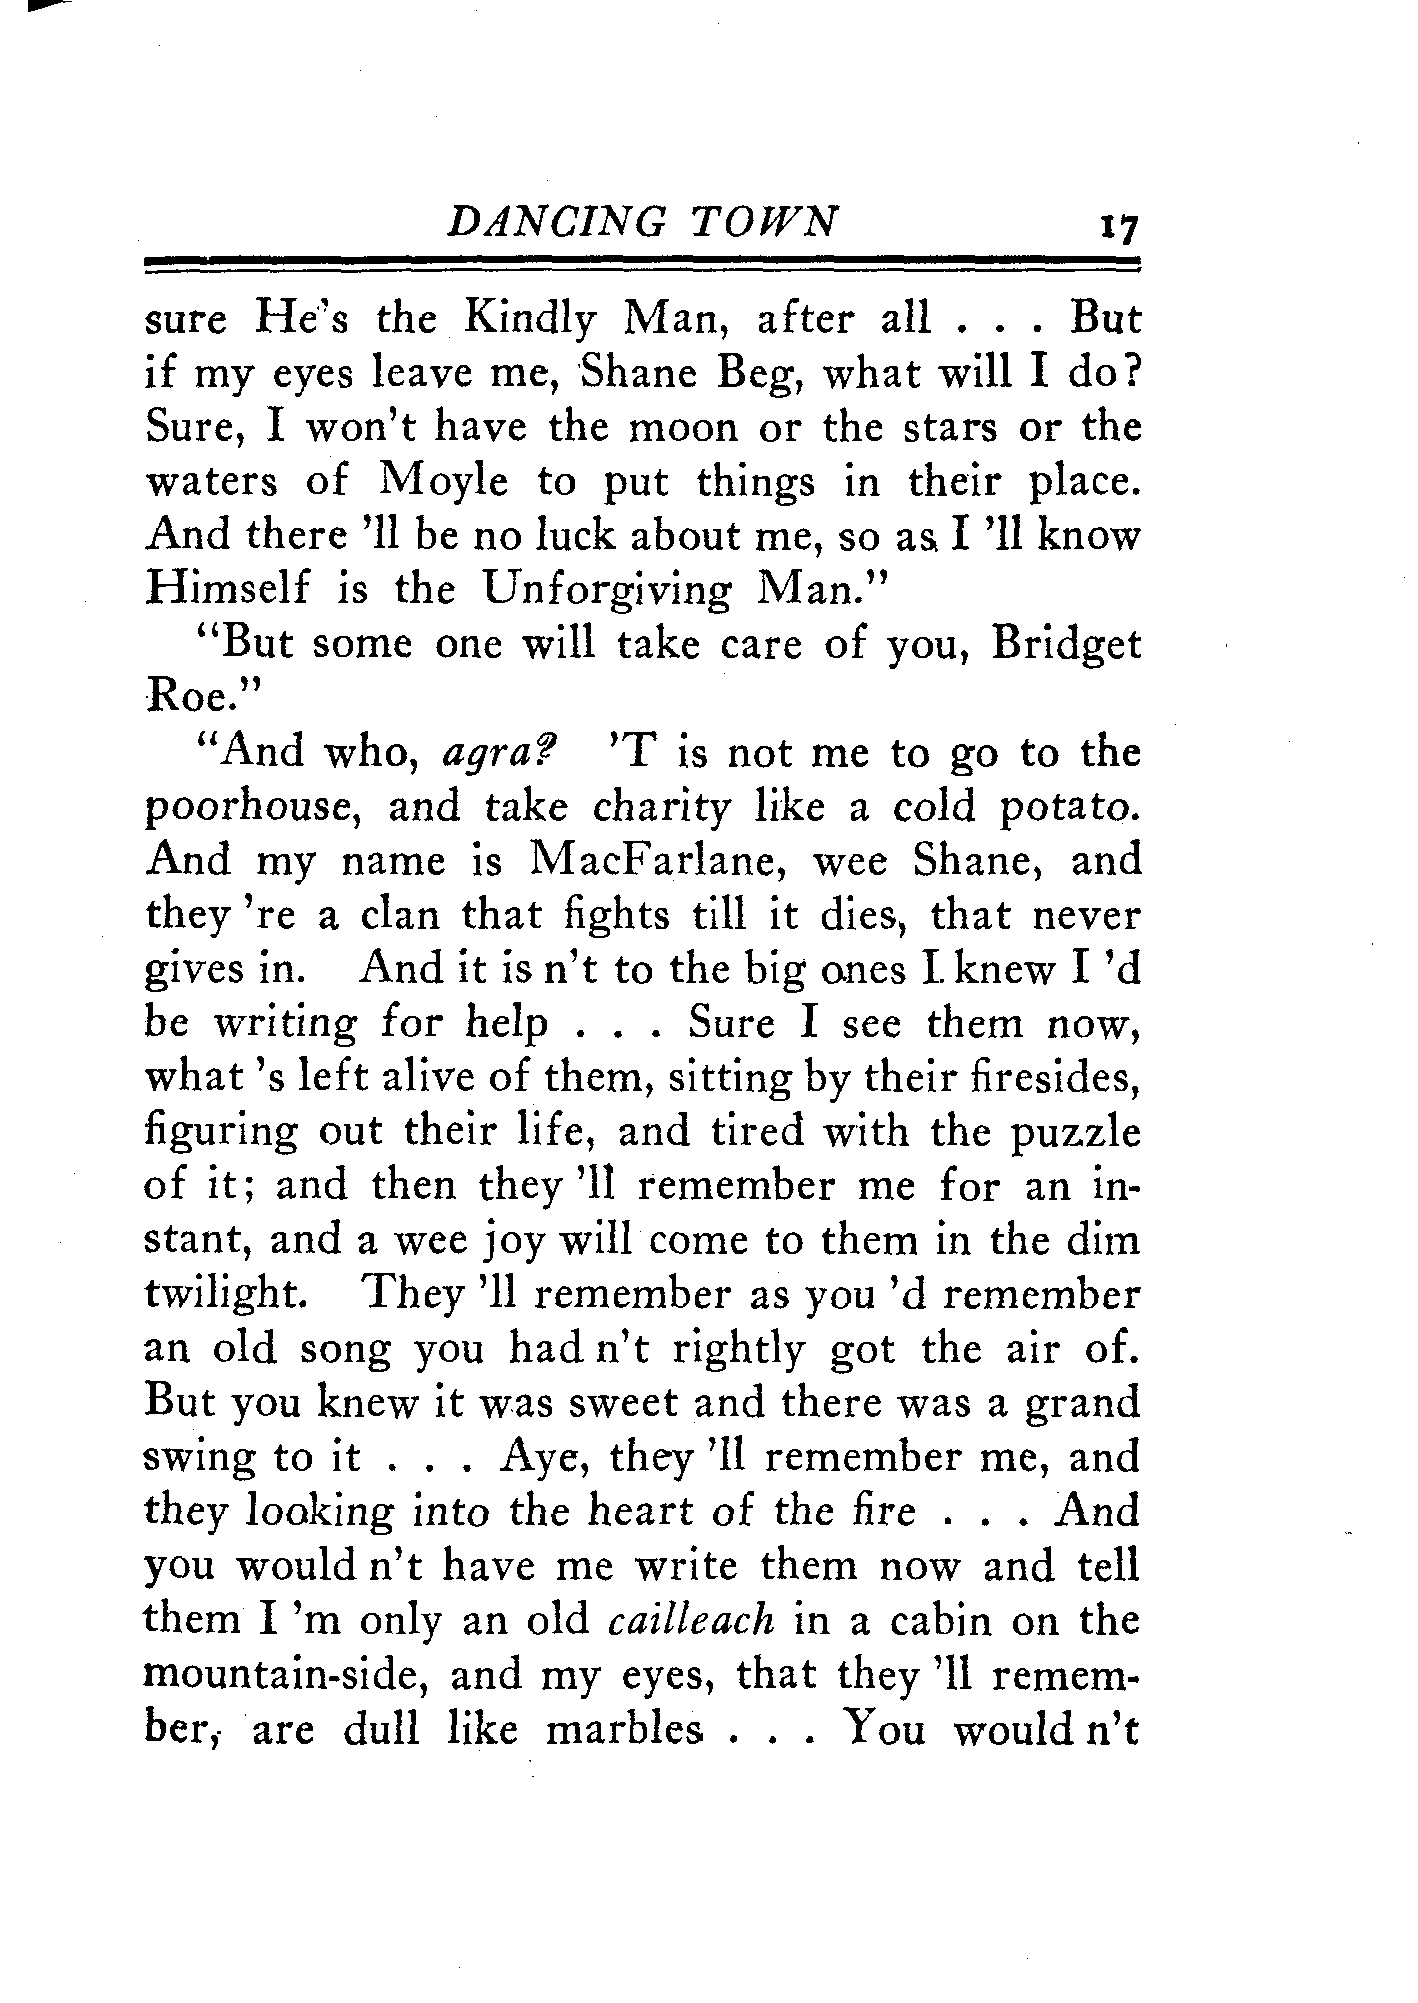 DANCING TOWN 17
sure He's the Kindly Man, after all . . . But
if my eyes leave me, Shane Beg, what will I do?
Sure, I won't have the moon or the stars or the
waters of Moyle to put things in their place.
And there 'll be no luck about me, so as I 'll know
Himself is the Unforgiving Man."
"But some one will take care of you, Bridget
Roe."
"And who, agra? 'T is not me to go to the
poorhouse, and take charity like a cold potato.
And my name is MacFarlane, wee Shane, and
they 're a clan that fights till it dies, that never
gives in. And it is n't to the big ones I knew I 'd
be writing for help . . . Sure I see them now,
what 's left alive of them, sitting by their firesides,
figuring out their life, and tired with the puzzle
of it; and then they 'll remember me for an in-
stant, and a wee joy will come to them in the dim
twilight. They 'll remember as you 'd remember
an old song you had n't rightly got the air of.
But you knew it was sweet and there was a grand
swing to it . . . Aye, they 'll remember me, and
they looking into the heart of the fire . . . And
you would n't have me write them now and tell
them I 'm only an old cailleach in a cabin on the
mountain-side, and my eyes, that they 'll remem-
ber, are dull like marbles . . . You would n't